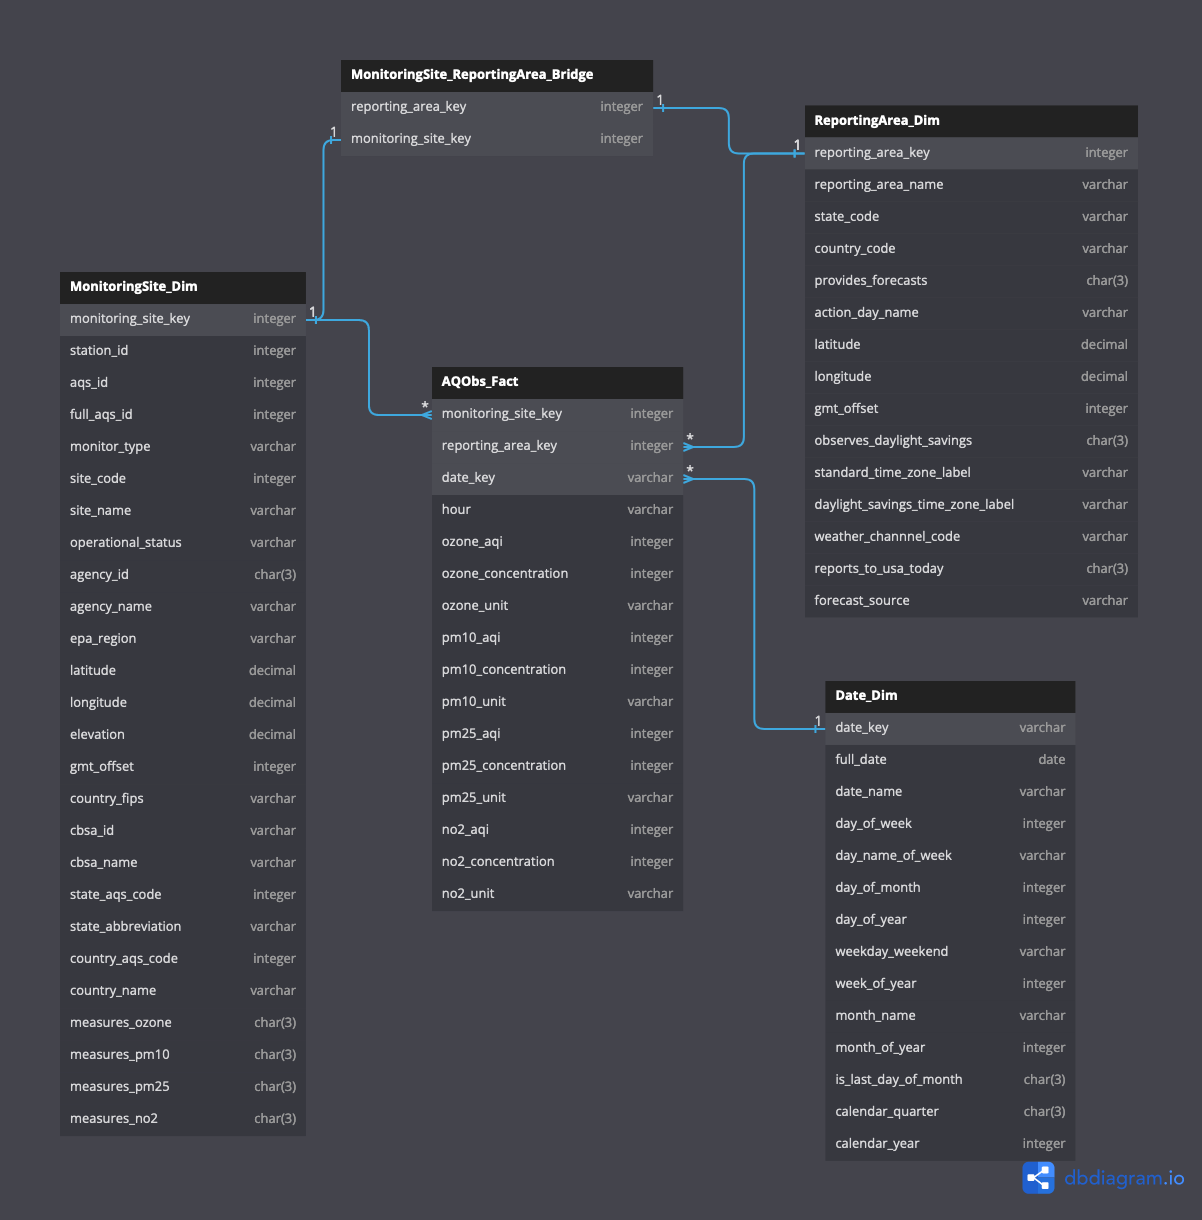 MonitoringSite_ReportingArea_Bridge
reporting_area_key integer
monitoring_site_key integer
1
1
ReportingArea_Dim
1
reporting_area_key integer
reporting_area_name varchar
state_code varchar
country_code varchar
provides_forecasts char(3)
action_day_name varchar
latitude decimal
longitude decimal
gmt_offset integer
observes_daylight_savings char(3)
standard_time_zone_label varchar
daylight_savings_time_zone_label varchar
weather_channnel_code varchar
reports_to_usa_today char(3)
forecast_source varchar
MonitoringSite_Dim
monitoring_site_key integer
1
station_id integer
aqs_id integer
full_aqs_id integer
monitor_type varchar
site_code integer
site_name varchar
operational_status varchar
agency_id char(3)
agency_name varchar
epa_region varchar
latitude decimal
longitude decimal
elevation decimal
gmt_offset integer
country_fips varchar
cbsa_id varchar
cbsa_name varchar
state_aqs_code integer
state_abbreviation varchar
country_aqs_code integer
country_name varchar
measures_ozone char(3)
measures_pm10 char(3)
measures_pm25 char(3)
measures_no2 char(3)
AQObs_Fact
*
monitoring_site_key integer
reporting_area_key integer
*
date_key varchar
*
hour varchar
ozone_aqi integer
ozone_concentration integer
ozone_unit varchar
pm10_aqi integer
pm10_concentration integer
pm10_unit varchar
pm25_aqi integer
pm25_concentration integer
pm25_unit varchar
no2_aqi integer
no2_concentration integer
no2_unit varchar
Date_Dim
1
date_key varchar
full_date date
date_name varchar
day_of_week integer
day_name_of_week varchar
day_of_month integer
day_of_year integer
weekday_weekend varchar
week_of_year integer
month_name varchar
month_of_year integer
is_last_day_of_month char(3)
calendar_quarter char(3)
calendar_year integer
dbdiagram.io